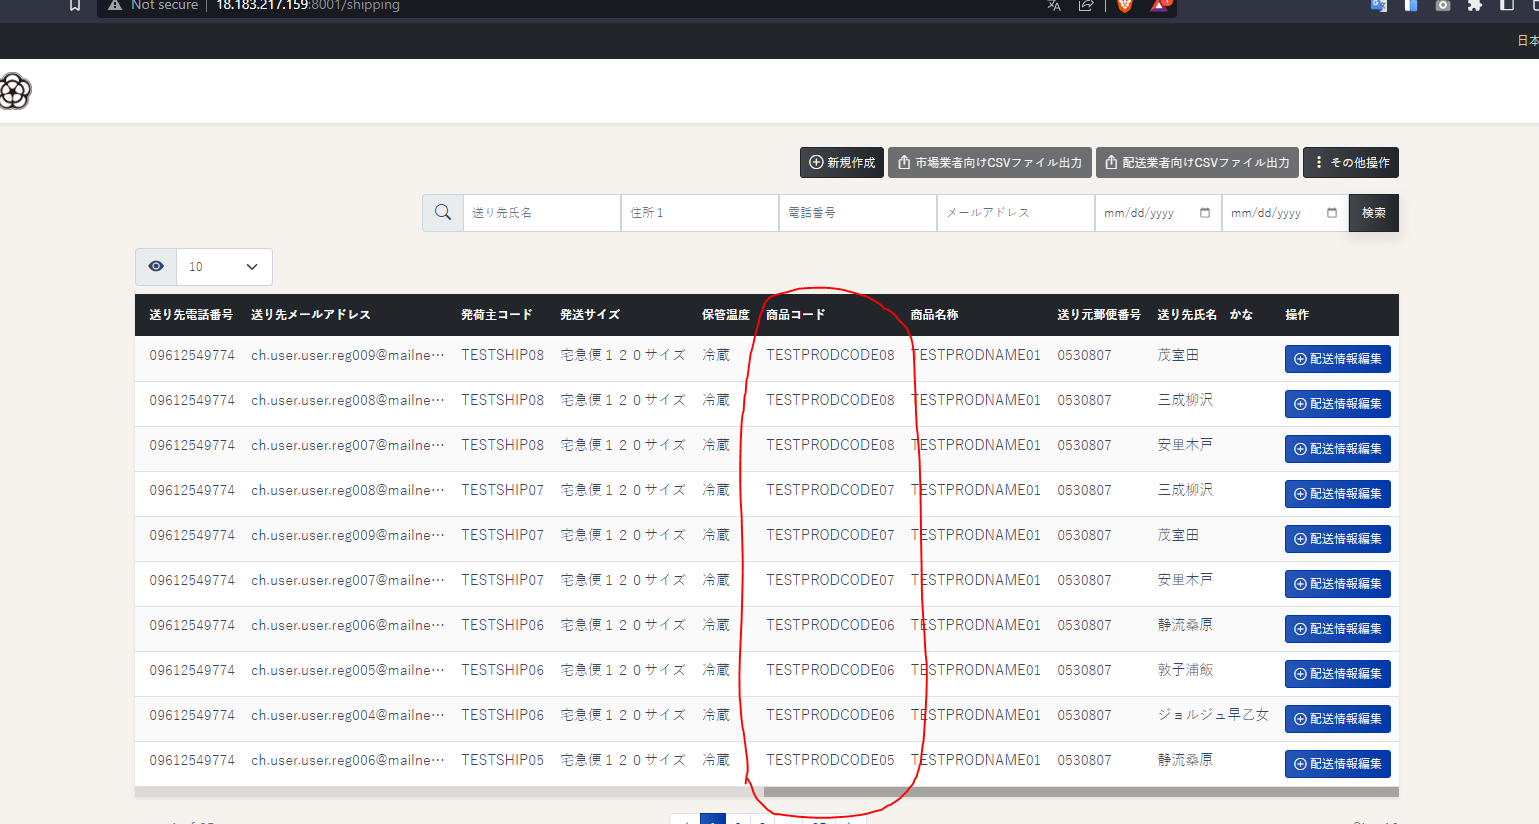 Not secure | 18.183.217.159:8001/shipping
新規作成 市場業者向けCSVファイル出力 配送業者向けCSVファイル出力 その他操作
送り先氏名 住所１ 電話番号 メールアドレス mm/dd/yyyy mm/dd/yyyy 検索
10
送り先電話番号 送り先メールアドレス 発荷主コード 発送サイズ 保管温度 商品コード 商品名称 送り元郵便番号 送り先氏名　かな 操作
09612549774 ch.user.user.reg009@mailne… TESTSHIP08 宅急便１２０サイズ 冷蔵 TESTPRODCODE08 TESTPRODNAME01 0530807 茂室田 配送情報編集
09612549774 ch.user.user.reg008@mailne… TESTSHIP08 宅急便１２０サイズ 冷蔵 TESTPRODCODE08 TESTPRODNAME01 0530807 三成柳沢 配送情報編集
09612549774 ch.user.user.reg007@mailne… TESTSHIP08 宅急便１２０サイズ 冷蔵 TESTPRODCODE08 TESTPRODNAME01 0530807 安里木戸 配送情報編集
09612549774 ch.user.user.reg008@mailne… TESTSHIP07 宅急便１２０サイズ 冷蔵 TESTPRODCODE07 TESTPRODNAME01 0530807 三成柳沢 配送情報編集
09612549774 ch.user.user.reg009@mailne… TESTSHIP07 宅急便１２０サイズ 冷蔵 TESTPRODCODE07 TESTPRODNAME01 0530807 茂室田 配送情報編集
09612549774 ch.user.user.reg007@mailne… TESTSHIP07 宅急便１２０サイズ 冷蔵 TESTPRODCODE07 TESTPRODNAME01 0530807 安里木戸 配送情報編集
09612549774 ch.user.user.reg006@mailne… TESTSHIP06 宅急便１２０サイズ 冷蔵 TESTPRODCODE06 TESTPRODNAME01 0530807 静流桑原 配送情報編集
09612549774 ch.user.user.reg005@mailne… TESTSHIP06 宅急便１２０サイズ 冷蔵 TESTPRODCODE06 TESTPRODNAME01 0530807 敦子浦飯 配送情報編集
09612549774 ch.user.user.reg004@mailne… TESTSHIP06 宅急便１２０サイズ 冷蔵 TESTPRODCODE06 TESTPRODNAME01 0530807 ジョルジュ早乙女 配送情報編集
09612549774 ch.user.user.reg006@mailne… TESTSHIP05 宅急便１２０サイズ 冷蔵 TESTPRODCODE05 TESTPRODNAME01 0530807 静流桑原 配送情報編集